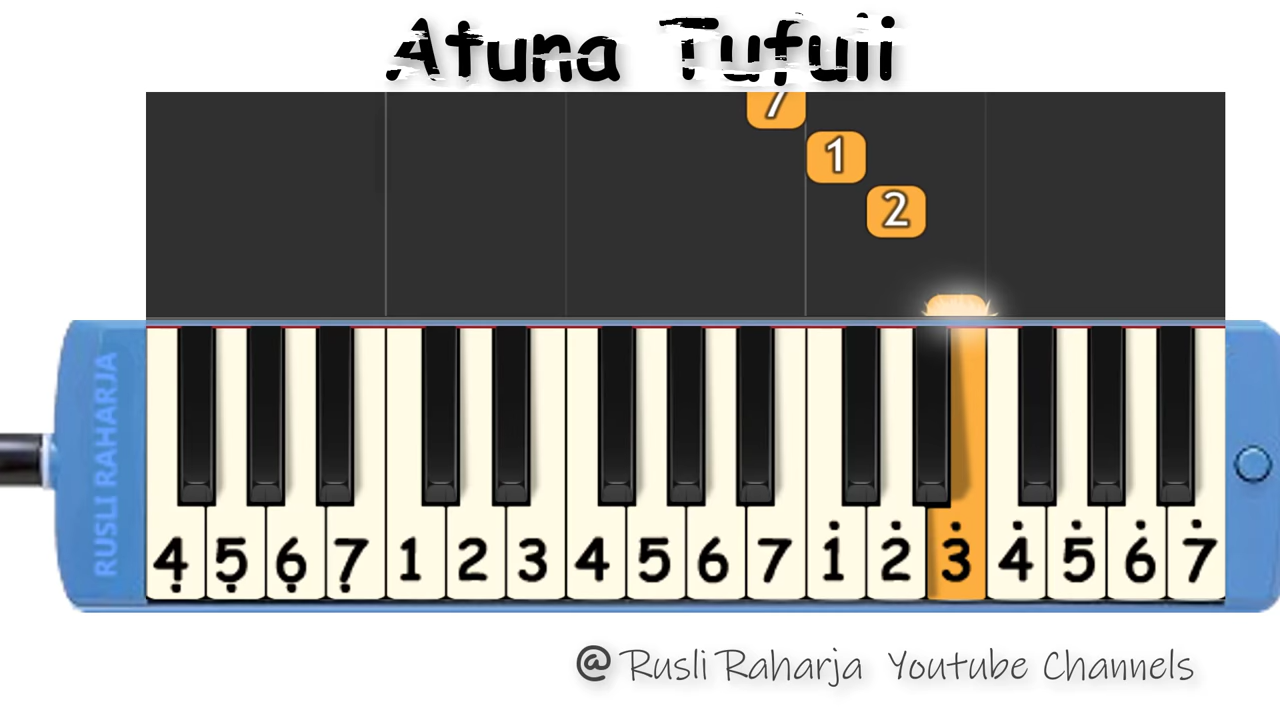 Atuna Tufuli
7
1
2
RUSLI RAHARJA
4̣ 5̣ 6̣ 7̣ 1 2 3 4 5 6 7 1̇ 2̇ 3̇ 4̇ 5̇ 6̇ 7̇
@ Rusli Raharja Youtube Channels